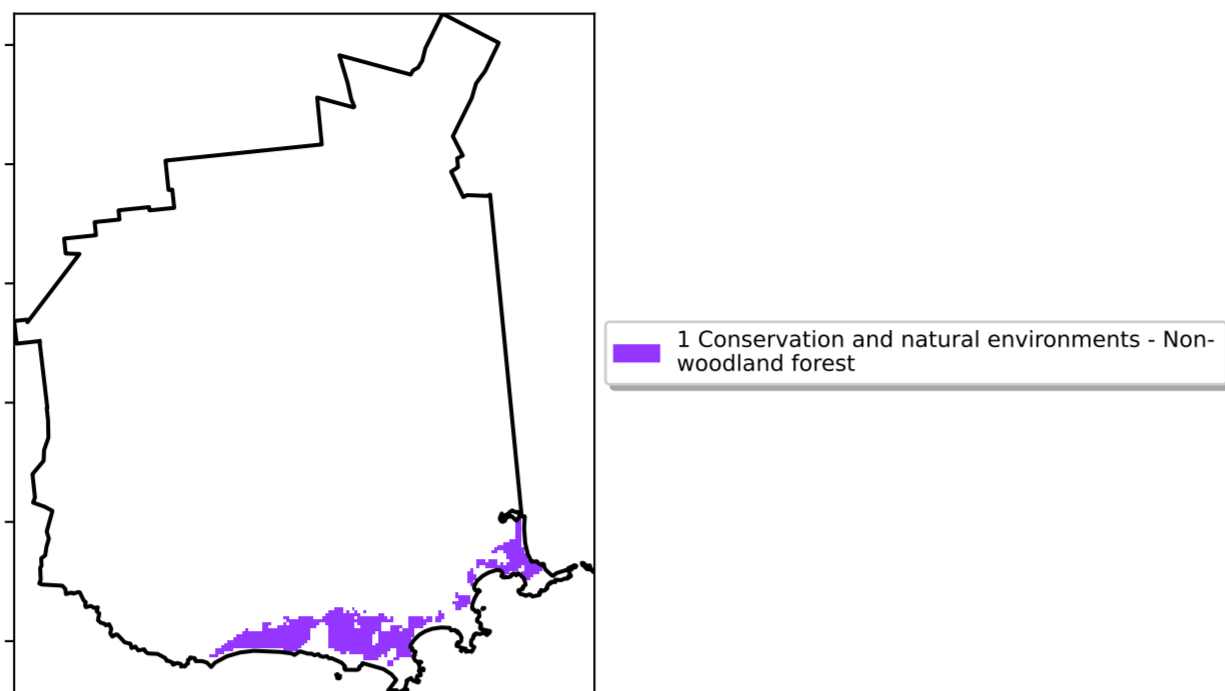 1 Conservation and natural environments - Non-
woodland forest